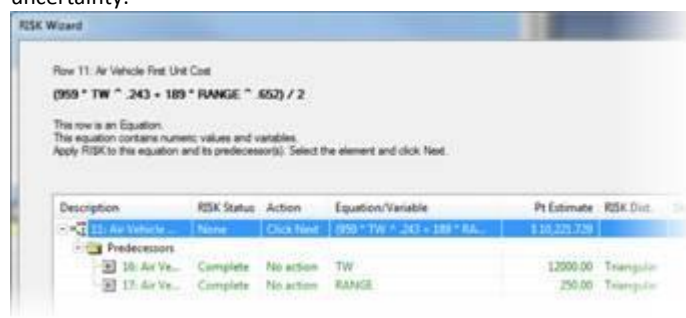 uncertainty.
RISK Wizard
Row 11: Air Vehicle First Unit Cost
(959 * TW ^ .243 + 189 * RANGE ^ .652) / 2
This row is an Equation.
This equation contains numeric values and variables.
Apply RISK to this equation and its predecessor(s). Select the element and click Next.
Description RISK Status Action Equation/Variable Pt Estimate RISK Dist.
11: Air Vehicle ... None Click Next (959 * TW ^ .243 + 189 * RA...
Predecessors
16: Air Ve... Complete No action TW 12000.00 Triangular
17: Air Ve... Complete No action RANGE 250.00 Triangular